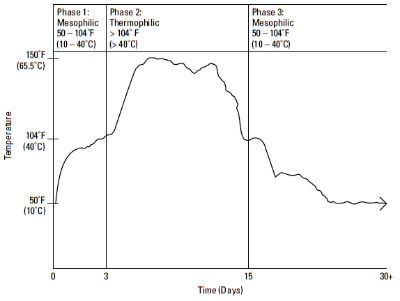 Phase 1:
Mesophilic
50 – 104°F
(10 – 40°C)
Phase 2:
Thermophilic
> 104° F
(> 40°C)
Phase 3:
Mesophilic
50 – 104°F
(10 – 40°C)
150°F
(65.5°C)
104°F
(40°C)
50°F
(10°C)
Temperature
0
3
15
30+
Time (Days)